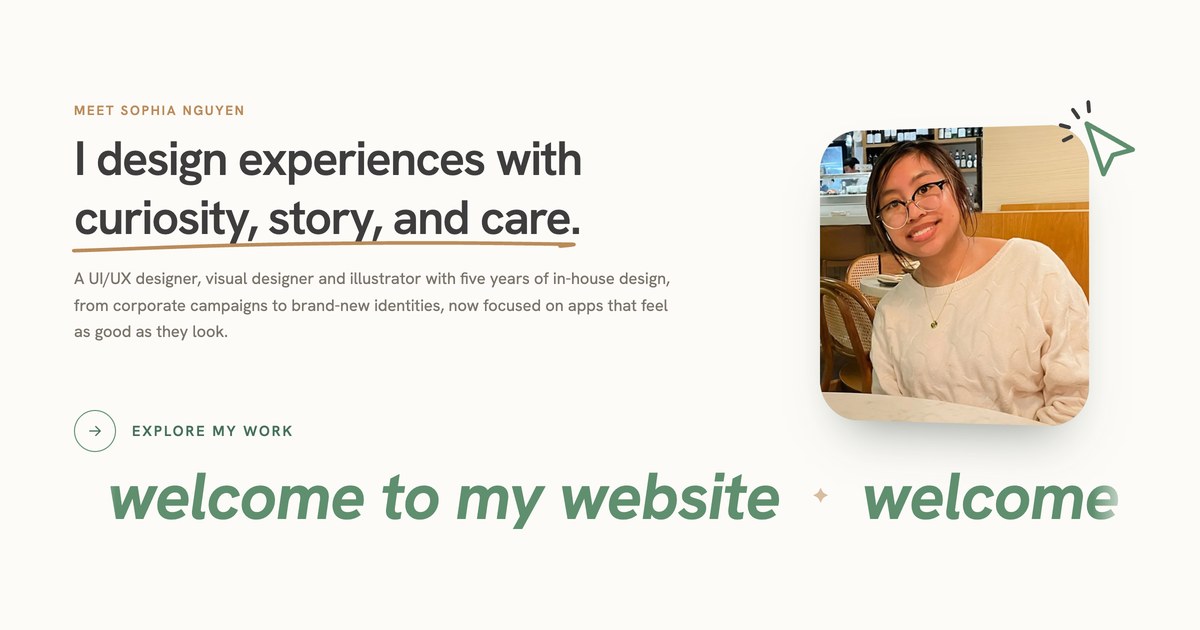 MEET SOPHIA NGUYEN
I design experiences with
curiosity, story, and care.
A UI/UX designer, visual designer and illustrator with five years of in-house design,
from corporate campaigns to brand-new identities, now focused on apps that feel
as good as they look.
EXPLORE MY WORK
welcome to my website ✦ welcome